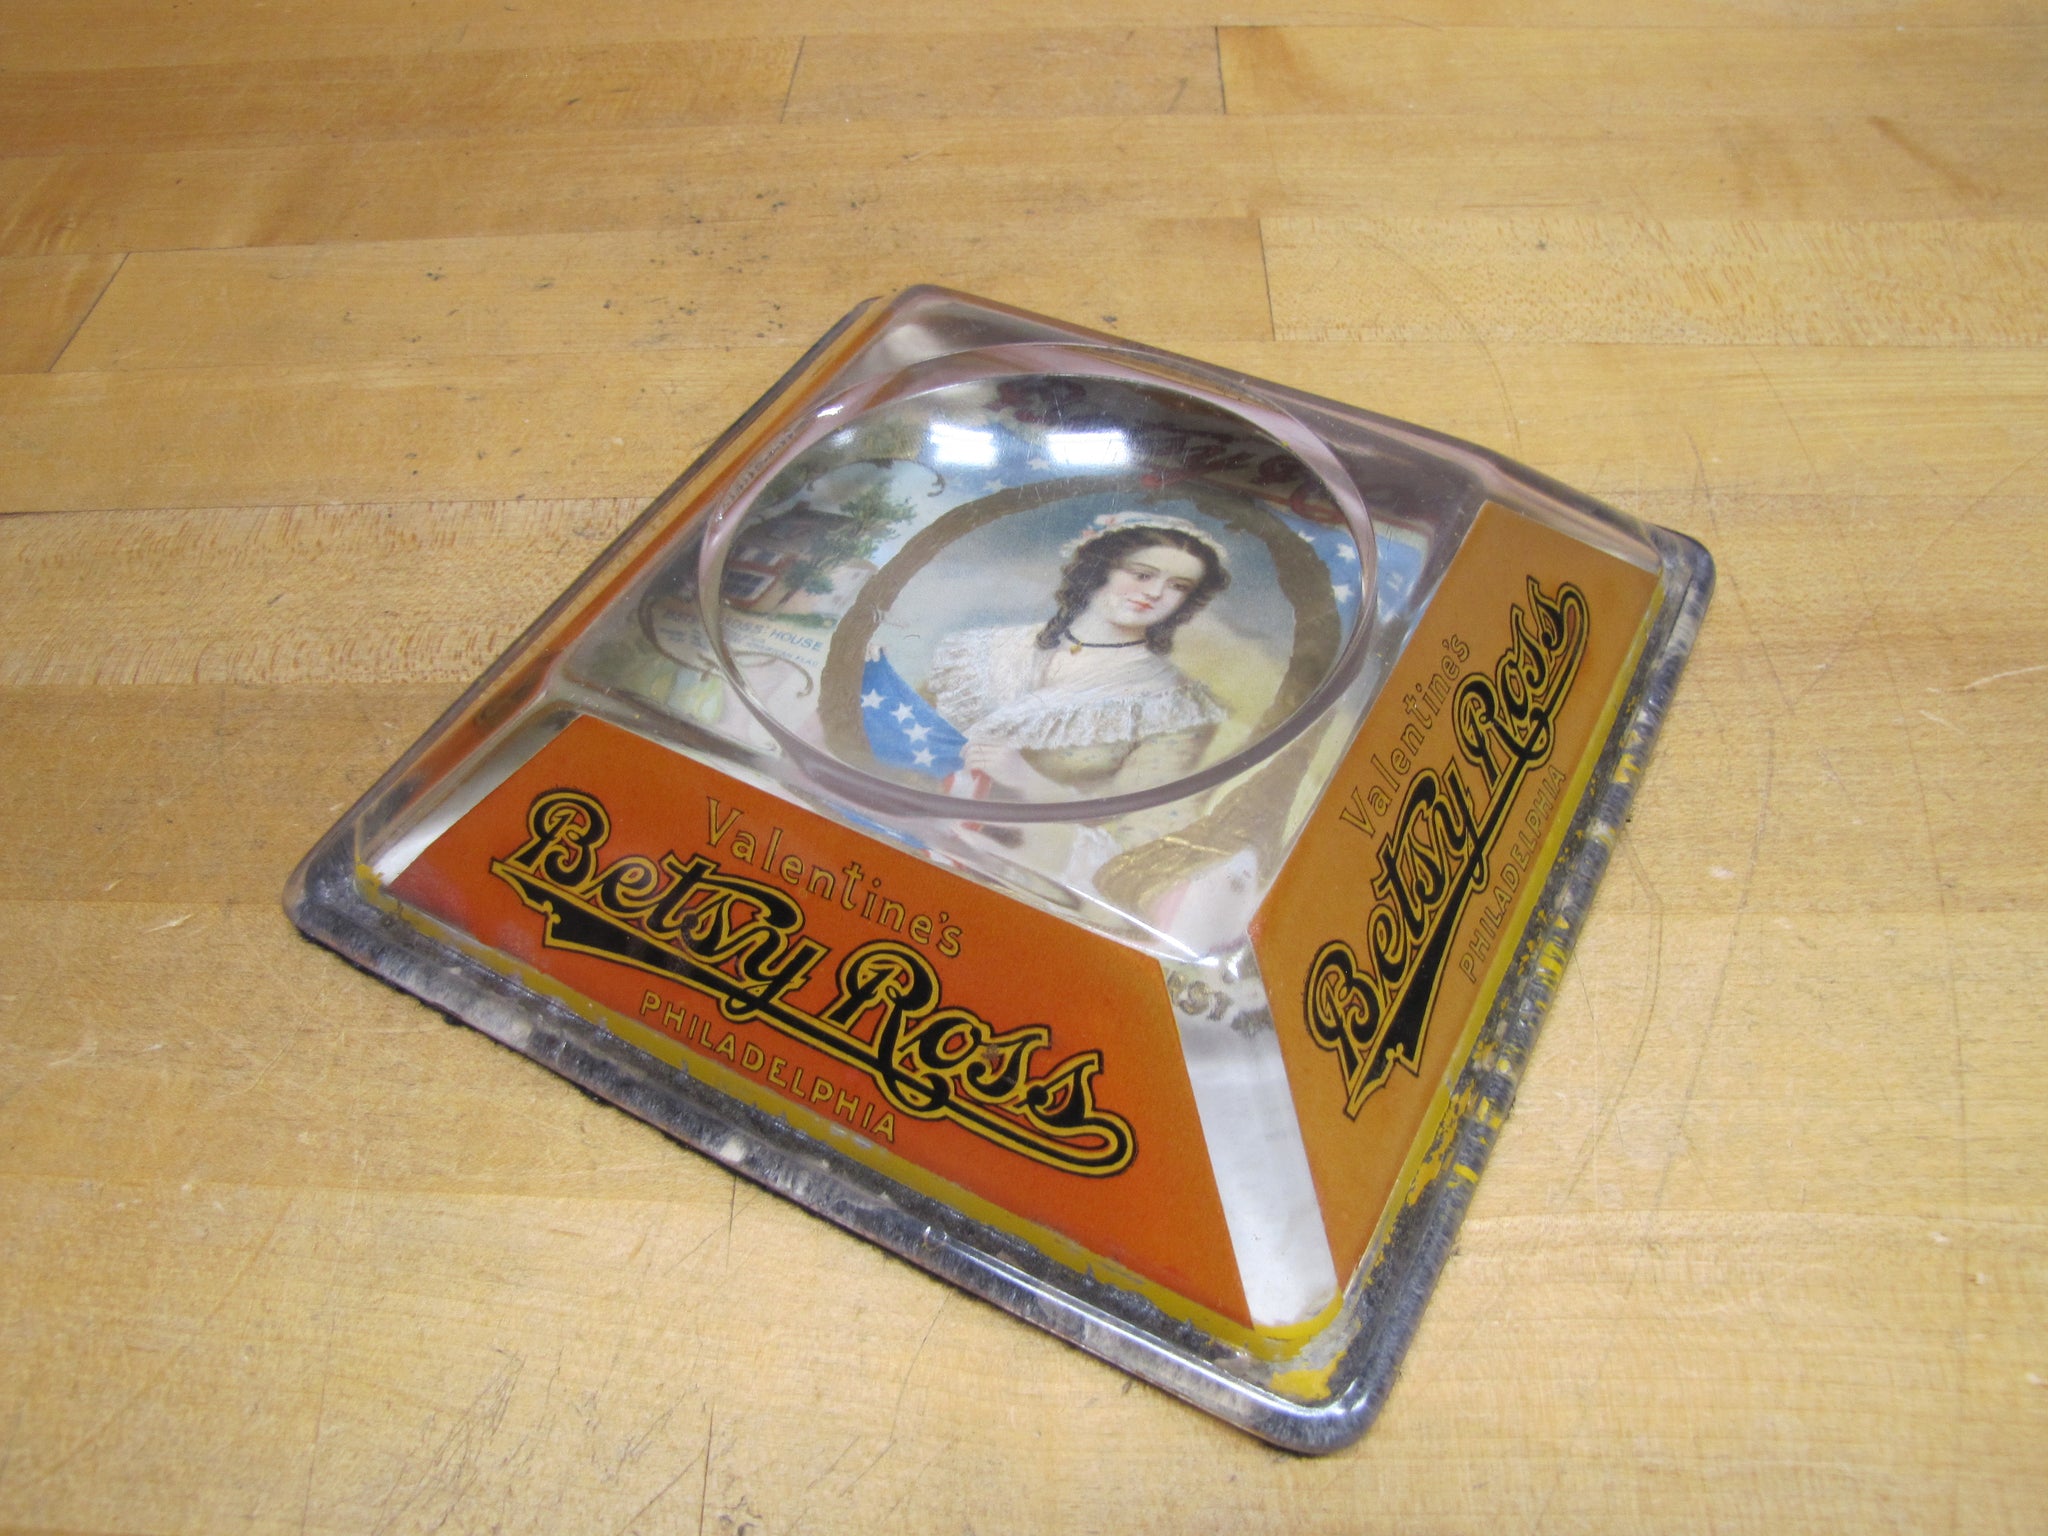 HOUSE
Valentine's
Betsy Ross
PHILADELPHIA
Valentine's
Betsy Ross
PHILADELPHIA